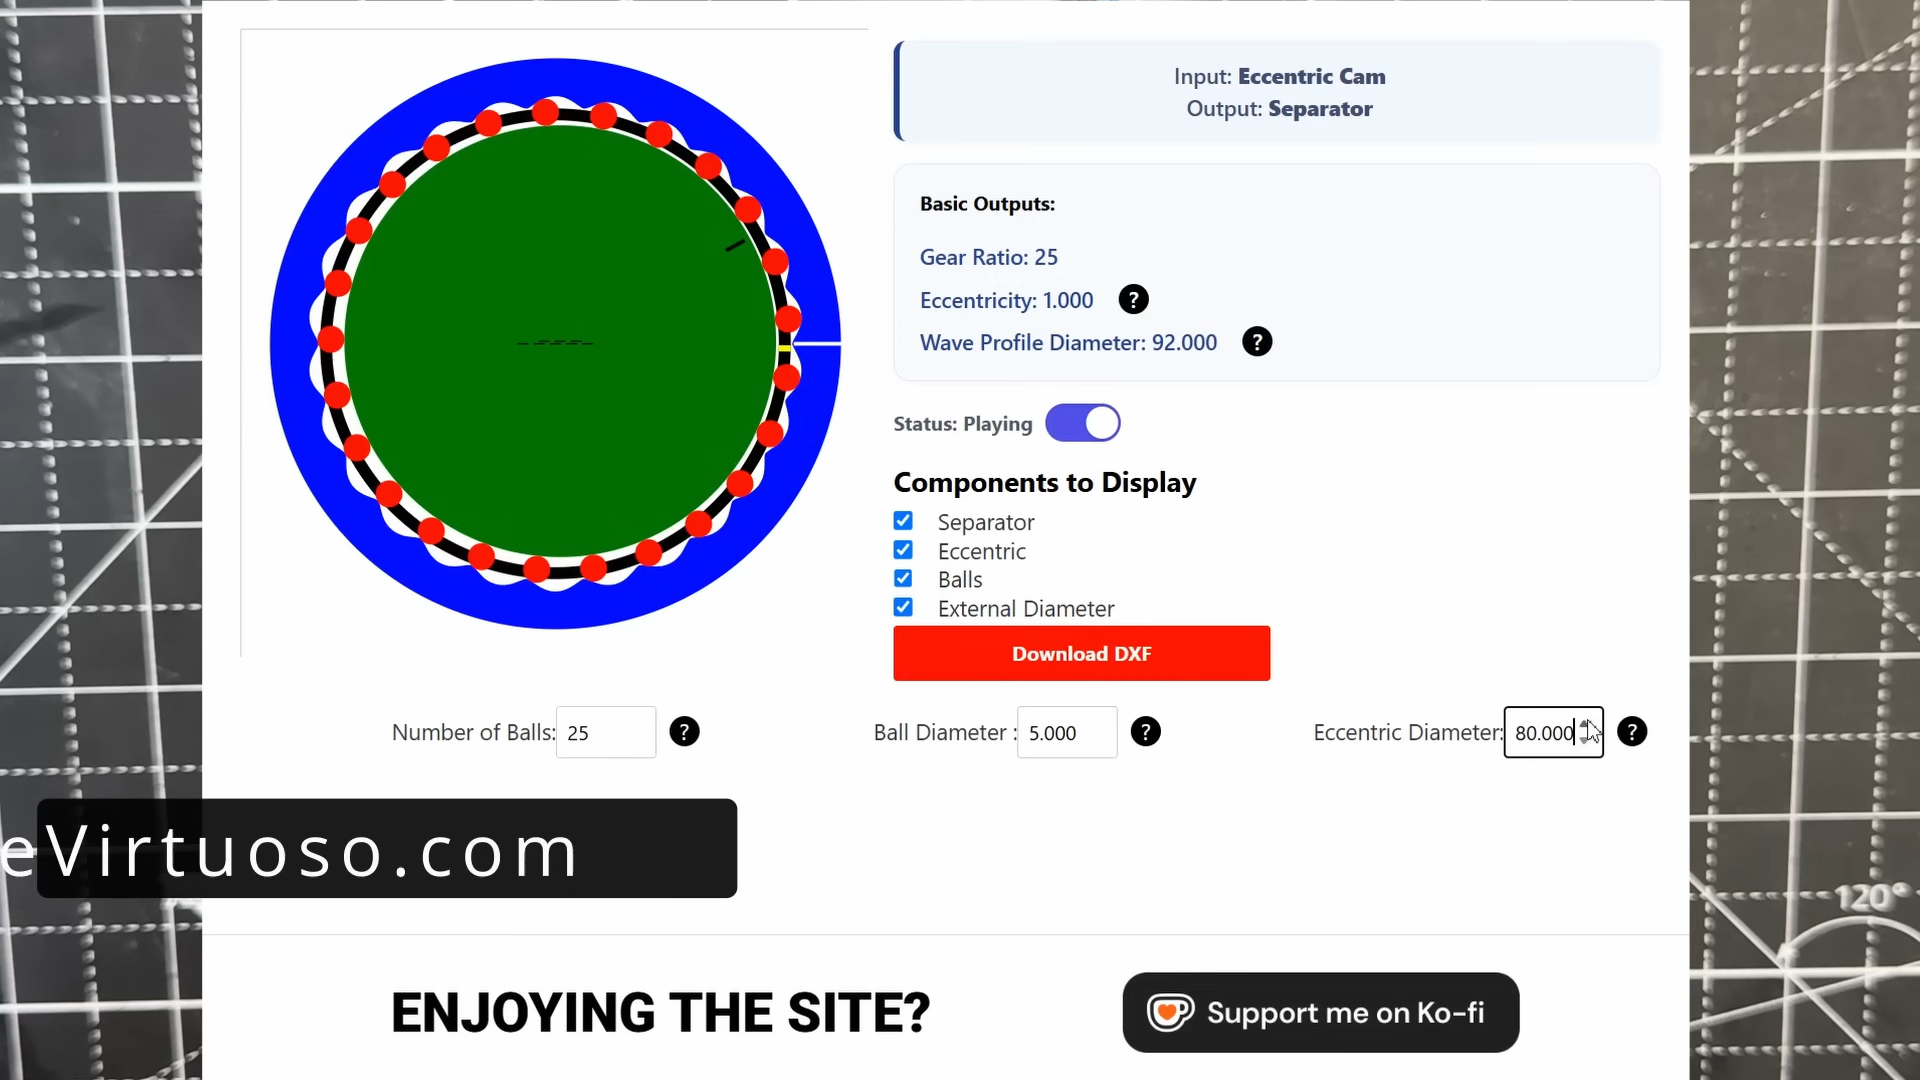 Input: Eccentric Cam
Output: Separator
Basic Outputs:
Gear Ratio: 25
Eccentricity: 1.000 ?
Wave Profile Diameter: 92.000 ?
Status: Playing
Components to Display
Separator
Eccentric
Balls
External Diameter
Download DXF
Number of Balls: 25 ? Ball Diameter : 5.000 ? Eccentric Diameter: 80.000 ?
eVirtuoso.com
120°
ENJOYING THE SITE? Support me on Ko-fi